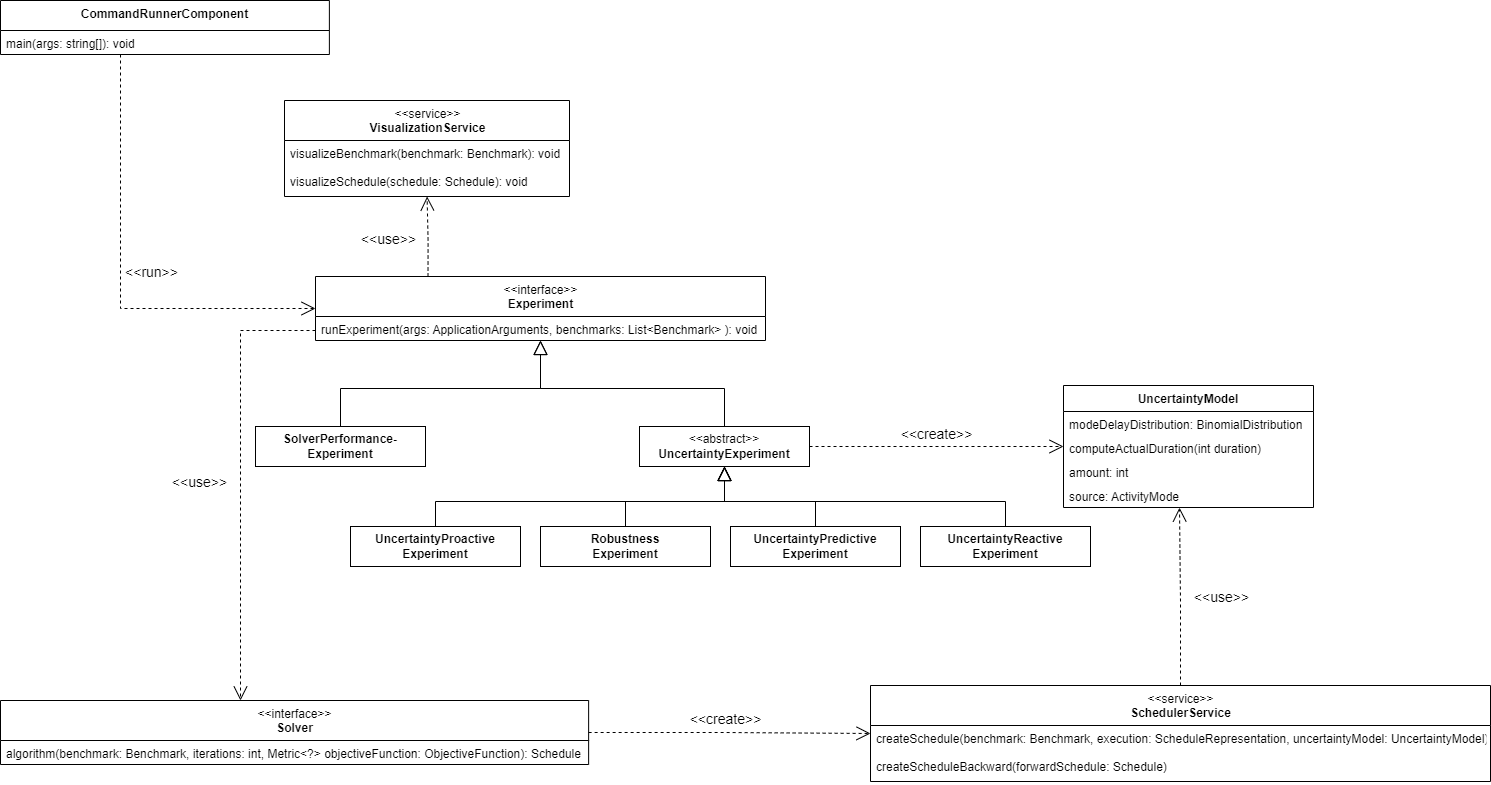 CommandRunnerComponent
main(args: string[]): void
<<service>>
VisualizationService
visualizeBenchmark(benchmark: Benchmark): void
visualizeSchedule(schedule: Schedule): void
<<use>>
<<run>>
<<interface>>
Experiment
runExperiment(args: ApplicationArguments, benchmarks: List<Benchmark> ): void
SolverPerformance-
Experiment
<<abstract>>
UncertaintyExperiment
<<create>>
UncertaintyModel
modeDelayDistribution: BinomialDistribution
computeActualDuration(int duration)
amount: int
source: ActivityMode
<<use>>
UncertaintyProactive
Experiment
Robustness
Experiment
UncertaintyPredictive
Experiment
UncertaintyReactive
Experiment
<<use>>
<<interface>>
Solver
algorithm(benchmark: Benchmark, iterations: int, Metric<?> objectiveFunction: ObjectiveFunction): Schedule
<<create>>
<<service>>
SchedulerService
createSchedule(benchmark: Benchmark, execution: ScheduleRepresentation, uncertaintyModel: UncertaintyModel)
createScheduleBackward(forwardSchedule: Schedule)